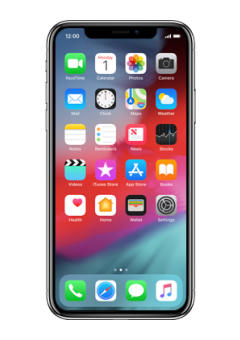 12:00
FaceTime Monday 1 Calendar Photos Camera
Mail Clock Maps Weather
Notes Reminders News Stocks
Videos iTunes Store App Store Books
Health Home Wallet Settings